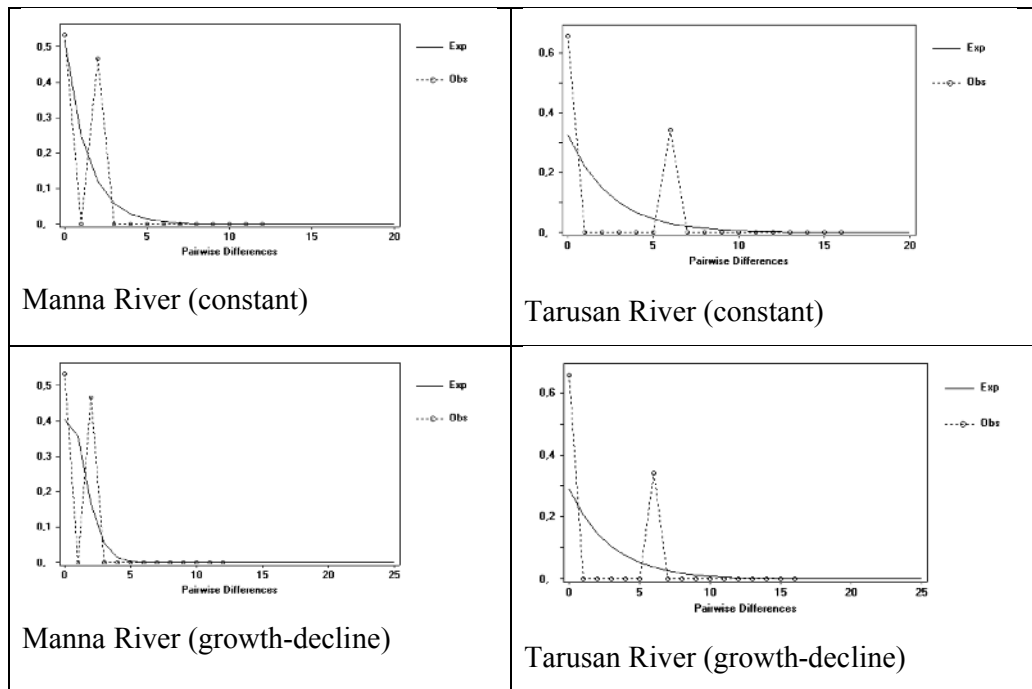 0,5
0,4
0,3
0,2
0,1
0,
0 5 10 15 20
Pairwise Differences
Exp
Obs
Manna River (constant)
0,6
0,4
0,2
0,
0 5 10 15 20
Pairwise Differences
Exp
Obs
Tarusan River (constant)
0,5
0,4
0,3
0,2
0,1
0,
0 5 10 15 20 25
Pairwise Differences
Exp
Obs
Manna River (growth-decline)
0,6
0,4
0,2
0,
0 5 10 15 20 25
Pairwise Differences
Exp
Obs
Tarusan River (growth-decline)